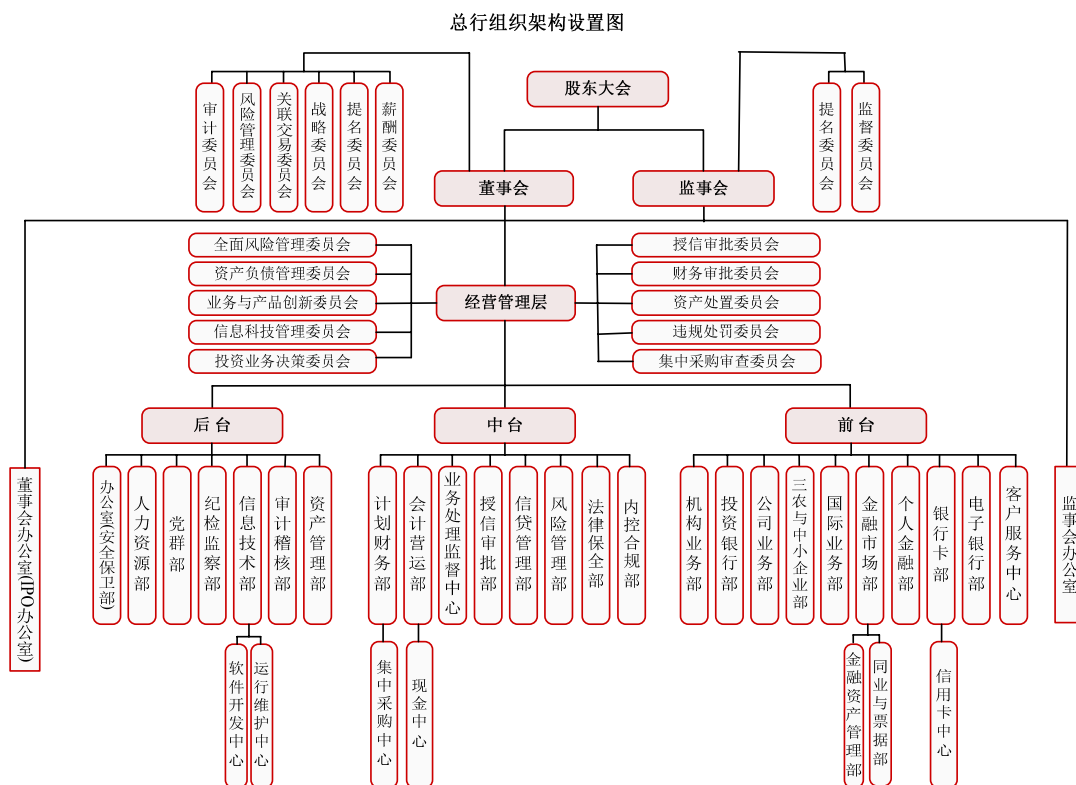 总行组织架构设置图
股东大会
审计委员会
风险管理委员会
关联交易委员会
战略委员会
提名委员会
薪酬委员会
提名委员会
监督委员会
董事会
监事会
全面风险管理委员会
资产负债管理委员会
业务与产品创新委员会
信息科技管理委员会
投资业务决策委员会
经营管理层
授信审批委员会
财务审批委员会
资产处置委员会
违规处罚委员会
集中采购审查委员会
后台
中台
前台
董事会办公室(IPO办公室)
办公室(安全保卫部)
人力资源部
党群部
纪检监察部
信息技术部
审计稽核部
资产管理部
计划财务部
会计营运部
业务处理监督中心
授信审批部
信贷管理部
风险管理部
法律保全部
内控合规部
机构业务部
投资银行部
公司业务部
三农与中小企业部
国际业务部
金融市场部
个人金融部
银行卡部
电子银行部
客户服务中心
监事会办公室
软件开发中心
运行维护中心
集中采购中心
现金中心
金融资产管理部
同业与票据部
信用卡中心